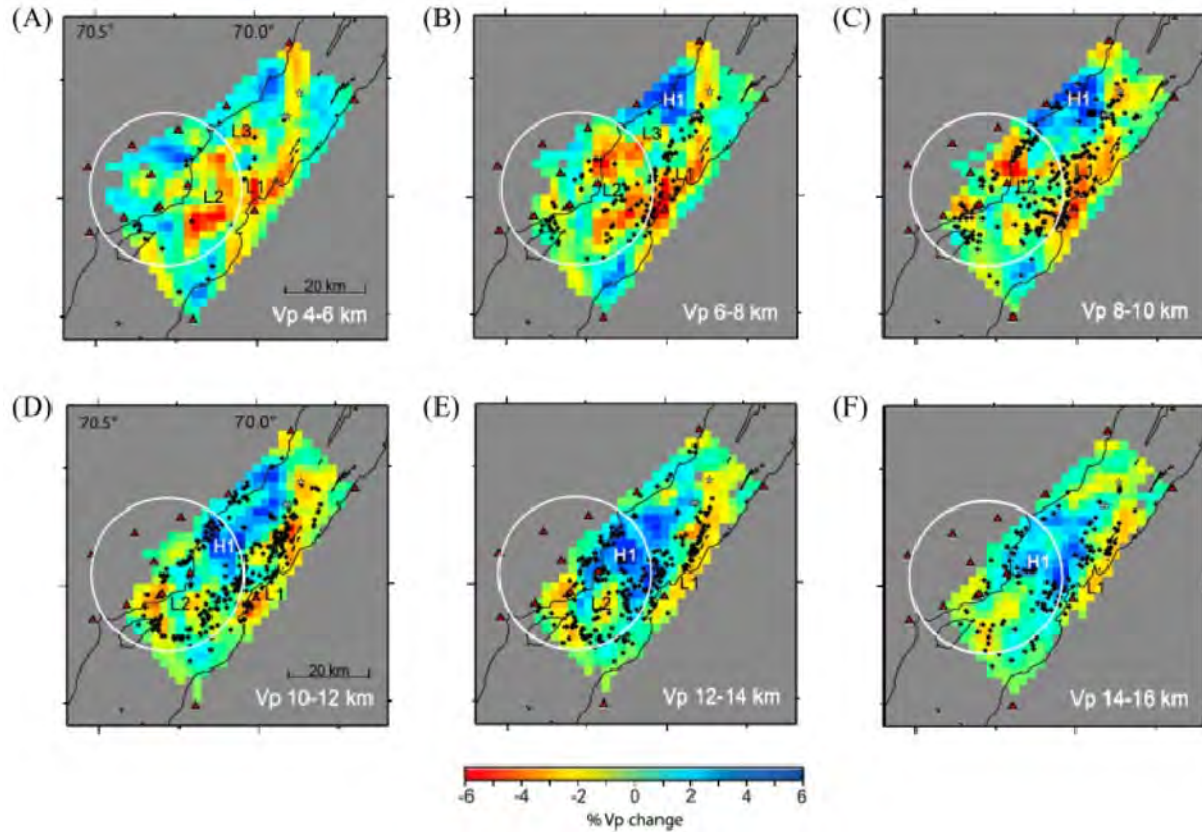 (A)
70.5°
70.0°
L3
L1
L2
20 km
Vp 4-6 km
(B)
H1
L3
L1
L2
Vp 6-8 km
(C)
H1
L1
L2
Vp 8-10 km
(D)
70.5°
70.0°
H1
L2
L1
20 km
Vp 10-12 km
(E)
H1
L1
L2
Vp 12-14 km
(F)
H1
L1
Vp 14-16 km
-6 -4 -2 0 2 4 6
% Vp change